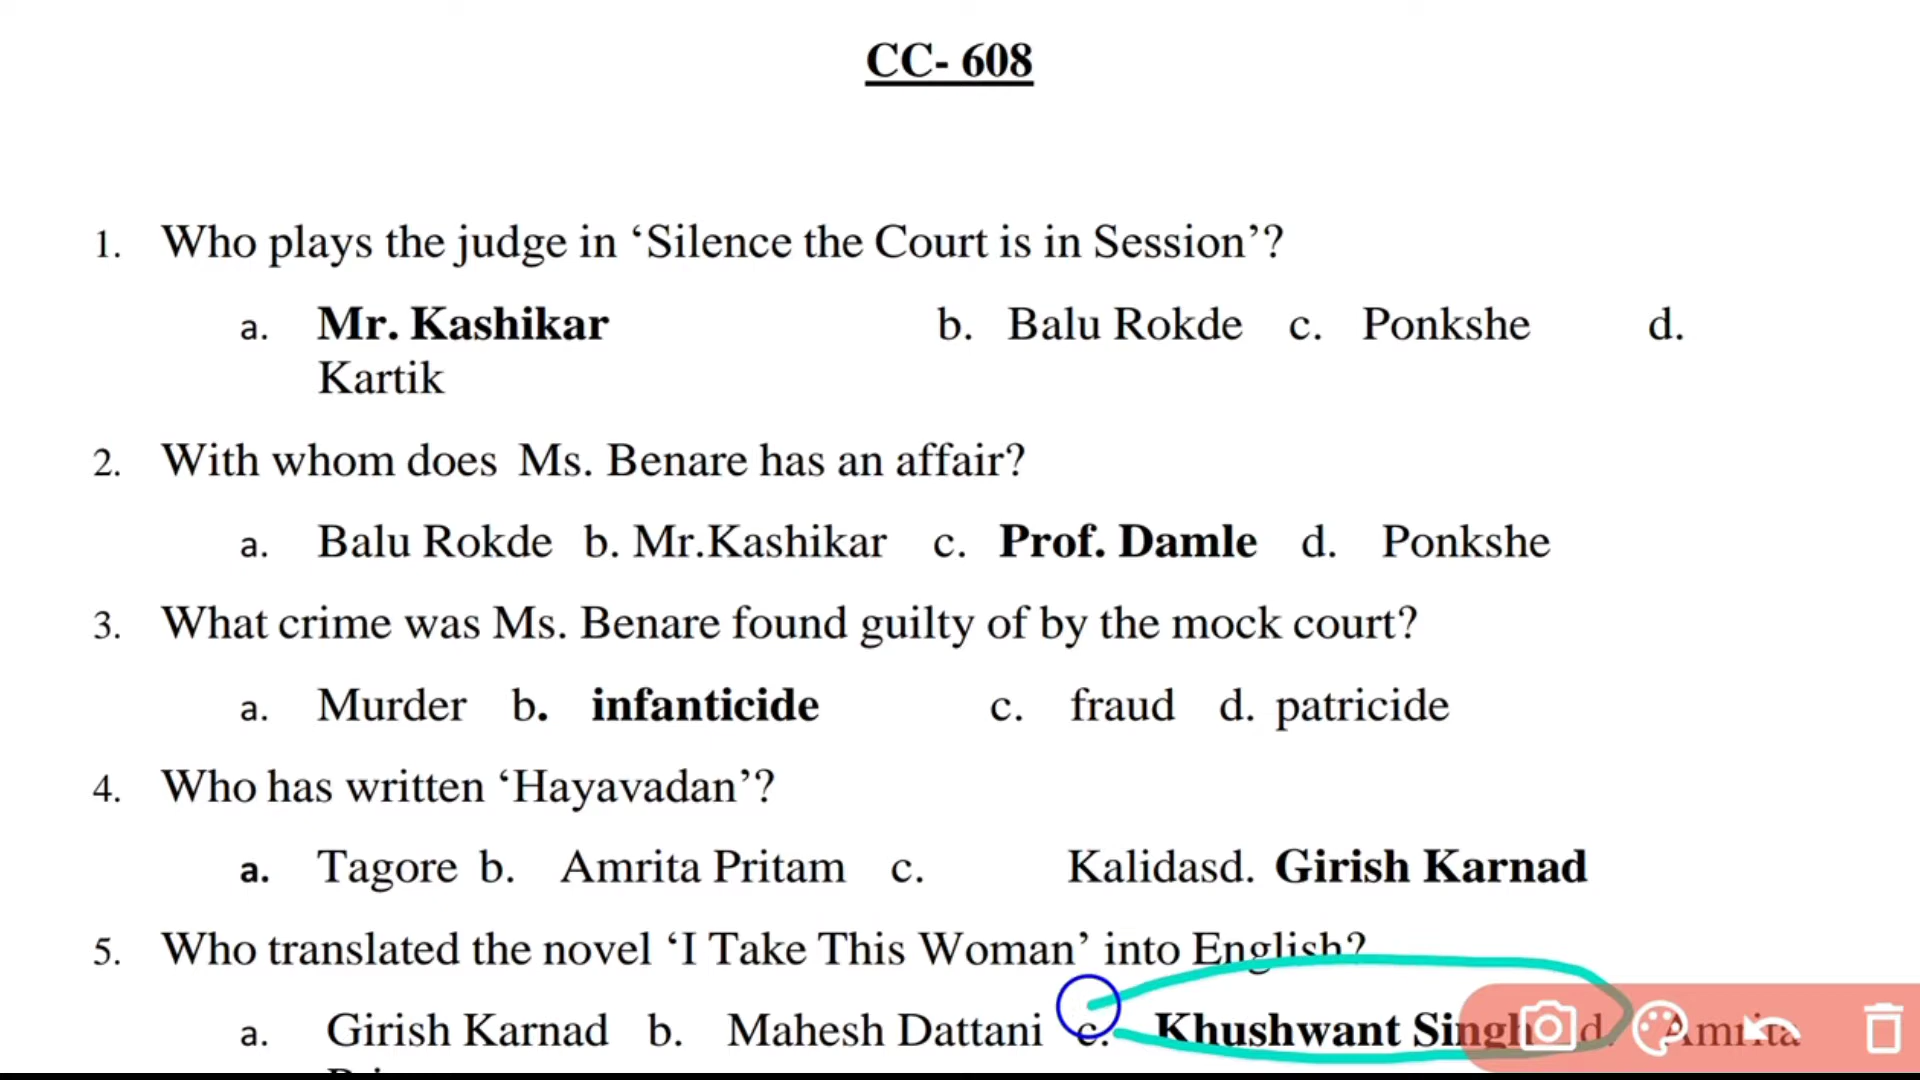 CC- 608
1. Who plays the judge in ‘Silence the Court is in Session’?
a. Mr. Kashikar b. Balu Rokde c. Ponkshe d.
Kartik
2. With whom does Ms. Benare has an affair?
a. Balu Rokde b. Mr.Kashikar c. Prof. Damle d. Ponkshe
3. What crime was Ms. Benare found guilty of by the mock court?
a. Murder b. infanticide c. fraud d. patricide
4. Who has written ‘Hayavadan’?
a. Tagore b. Amrita Pritam c. Kalidasd. Girish Karnad
5. Who translated the novel ‘I Take This Woman’ into English?
a. Girish Karnad b. Mahesh Dattani c. Khushwant Singh d. Amrita